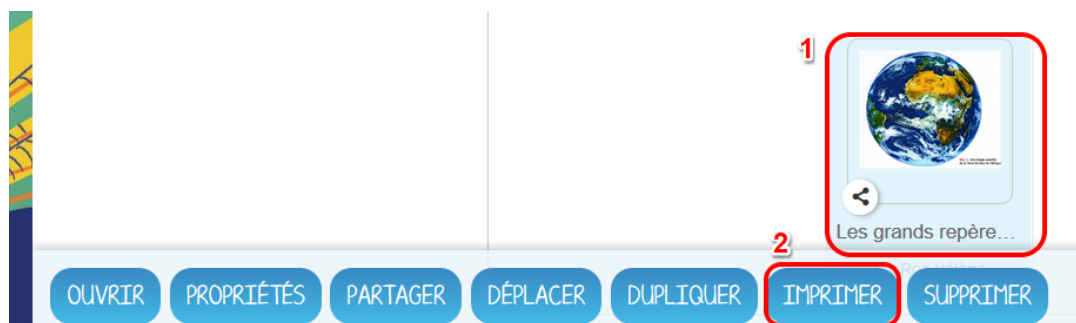 1
Les grands repère...
2
OUVRIR PROPRIÉTÉS PARTAGER DÉPLACER DUPLIQUER IMPRIMER SUPPRIMER